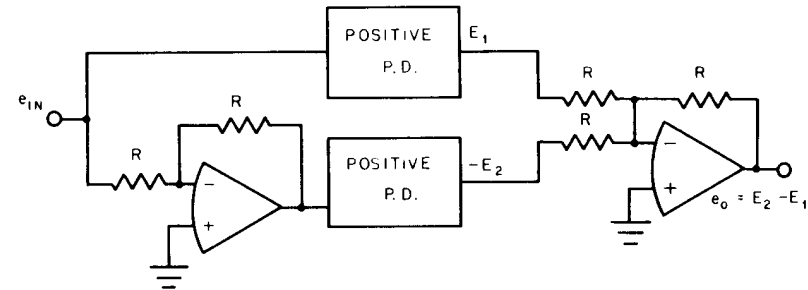 POSITIVE
P.D.
E1
R
R
eIN
R
R
R
POSITIVE
P.D.
-E2
-
+
-
+
eo = E2 - E1